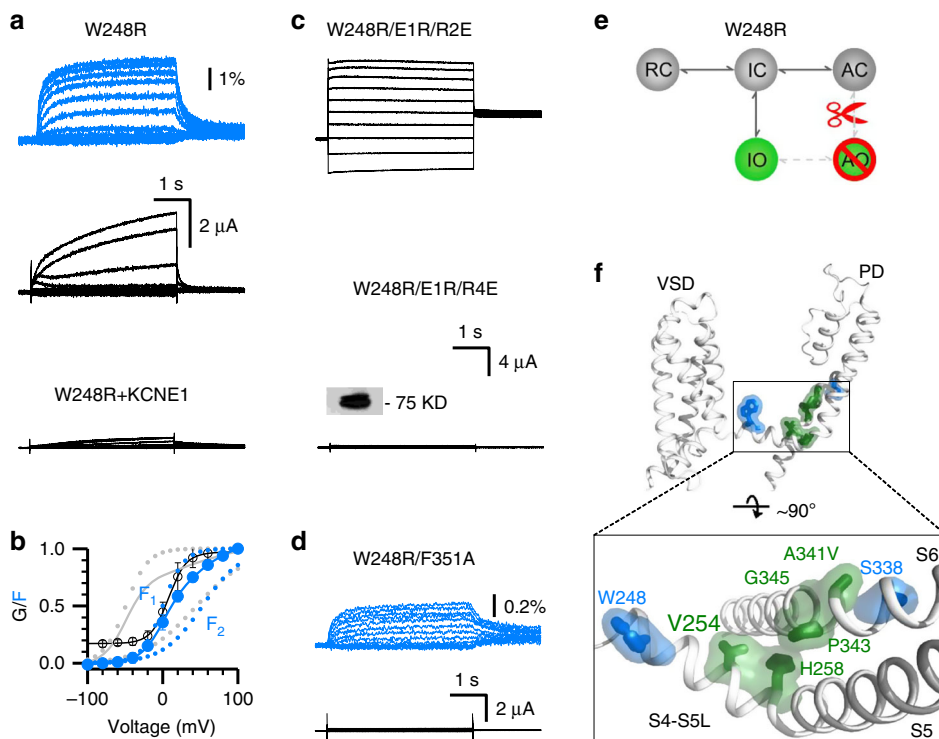 a
W248R
1%
1 s
2 µA
W248R+KCNE1
b
G/F
1.0
0.5
0.0
F1
F2
−100
0
100
Voltage (mV)
c
W248R/E1R/R2E
W248R/E1R/R4E
1 s
4 µA
- 75 KD
d
W248R/F351A
0.2%
1 s
2 µA
e
W248R
RC
IC
AC
IO
AO
f
VSD
PD
~90°
A341V
S6
G345
S338
W248
V254
P343
H258
S4-S5L
S5